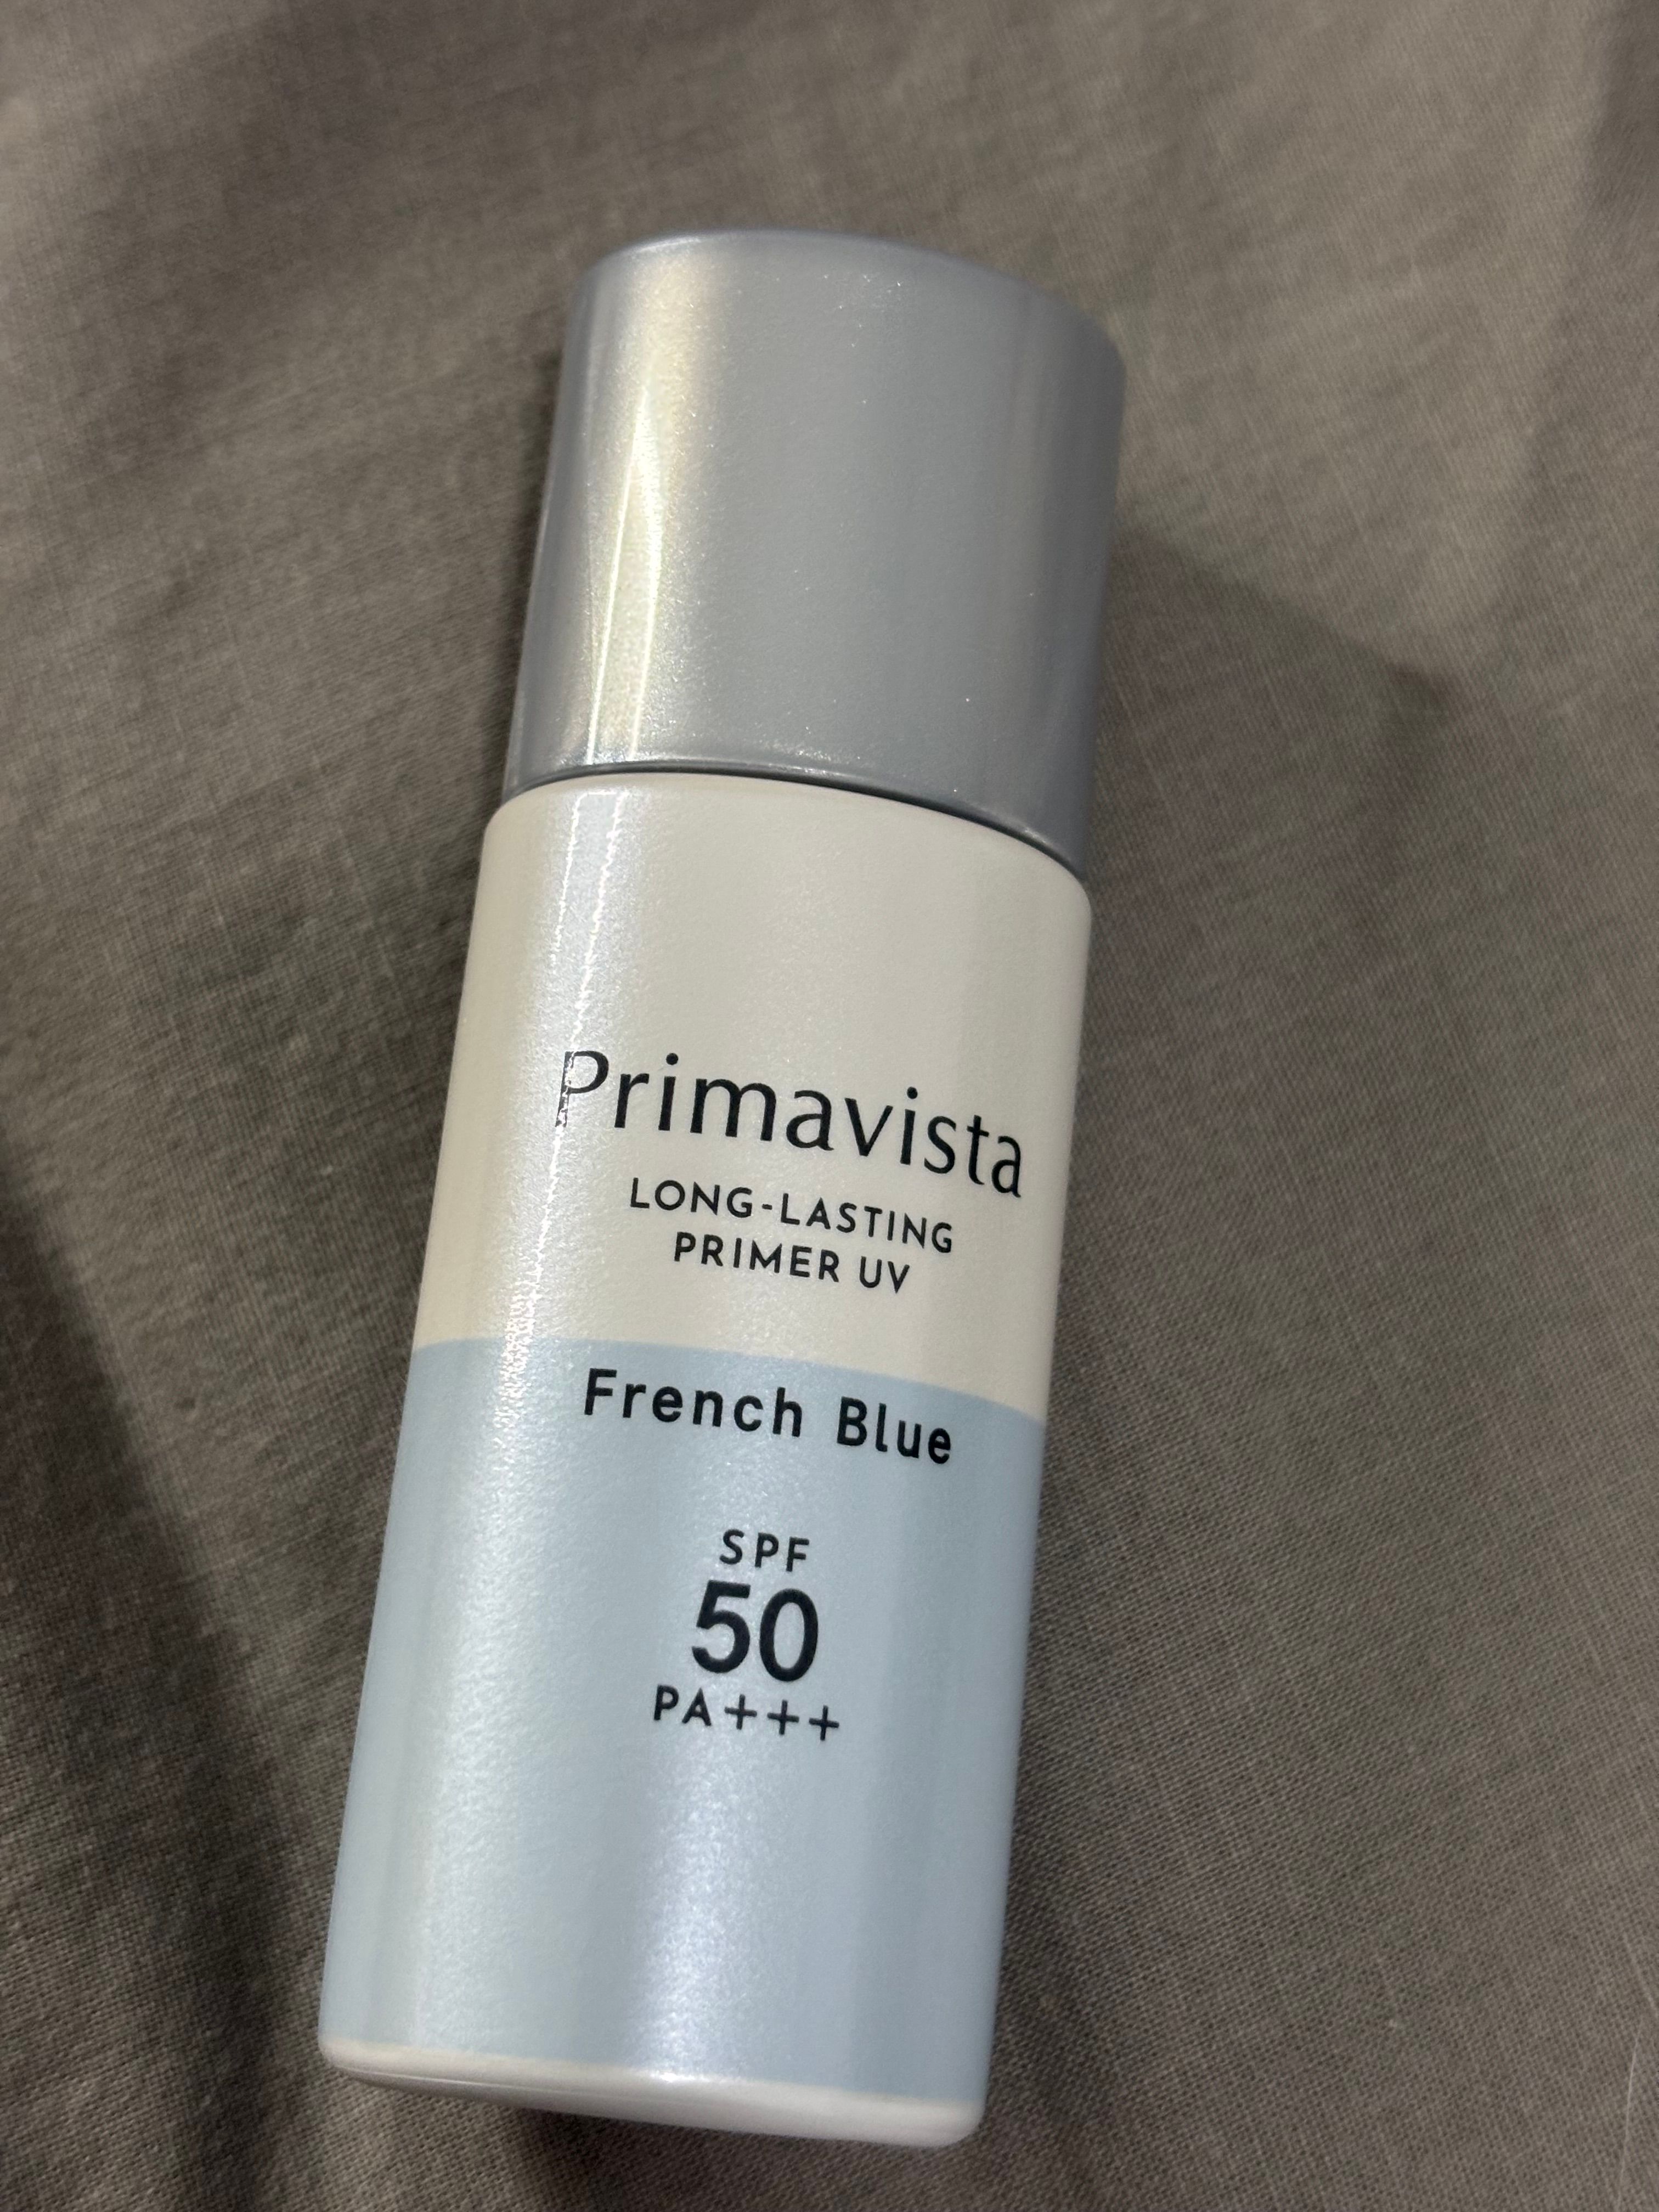 Primavista
LONG-LASTING
PRIMER UV
French Blue
SPF
50
PA+++